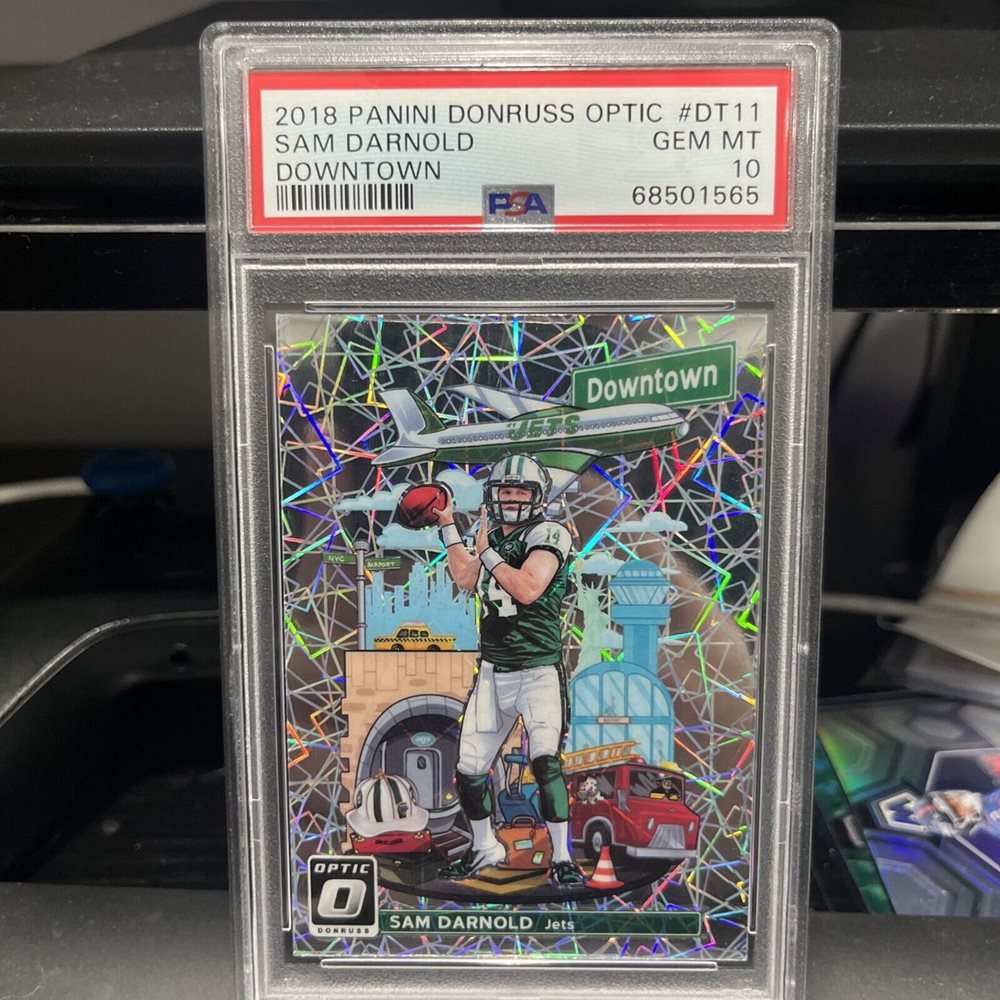 2018 PANINI DONRUSS OPTIC #DT11
SAM DARNOLD GEM MT
DOWNTOWN 10
PSA 68501565
Downtown
JETS
14
NYC
AIRPORT
14
OPTIC
O
DONRUSS
SAM DARNOLD Jets